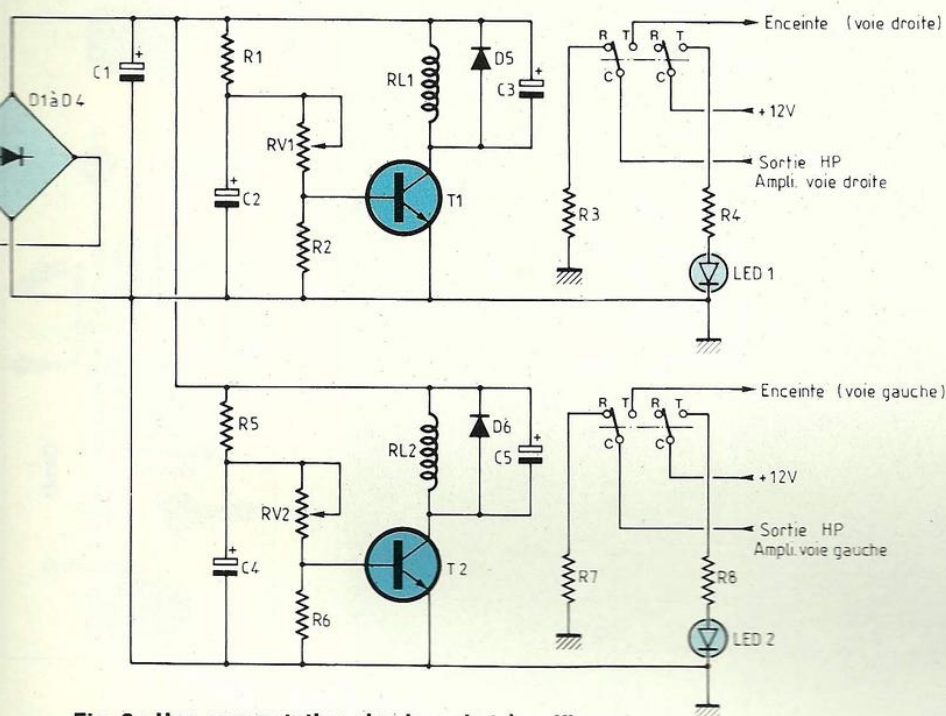 D1àD4
C1
+
R1
RV1
C2
+
R2
RL1
D5
C3
+
T1
R T R T
C C
R3
R4
LED 1
Enceinte (voie droite)
+12V
Sortie HP
Ampli. voie droite
R5
RV2
C4
+
R6
RL2
D6
C5
+
T2
R T R T
C C
R7
R8
LED 2
Enceinte (voie gauche)
+12V
Sortie HP
Ampli. voie gauche